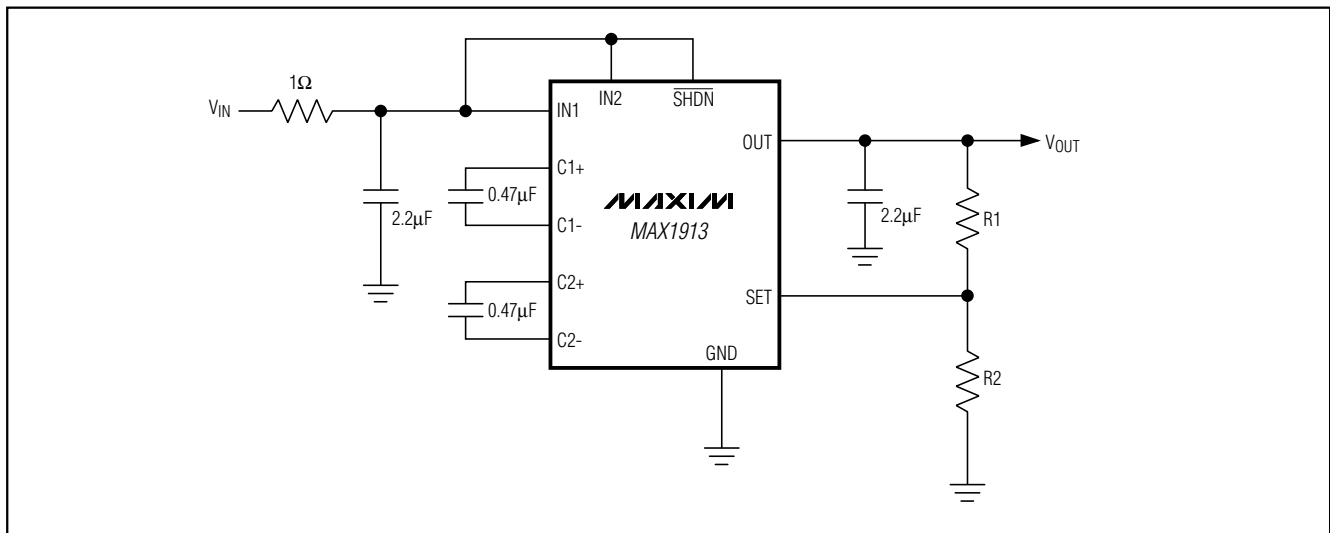 1Ω
V_IN
IN1
IN2
S̅H̅D̅N̅
OUT
V_OUT
C1+
0.47µF
C1-
2.2µF
MAXIM
MAX1913
2.2µF
R1
C2+
0.47µF
C2-
SET
GND
R2